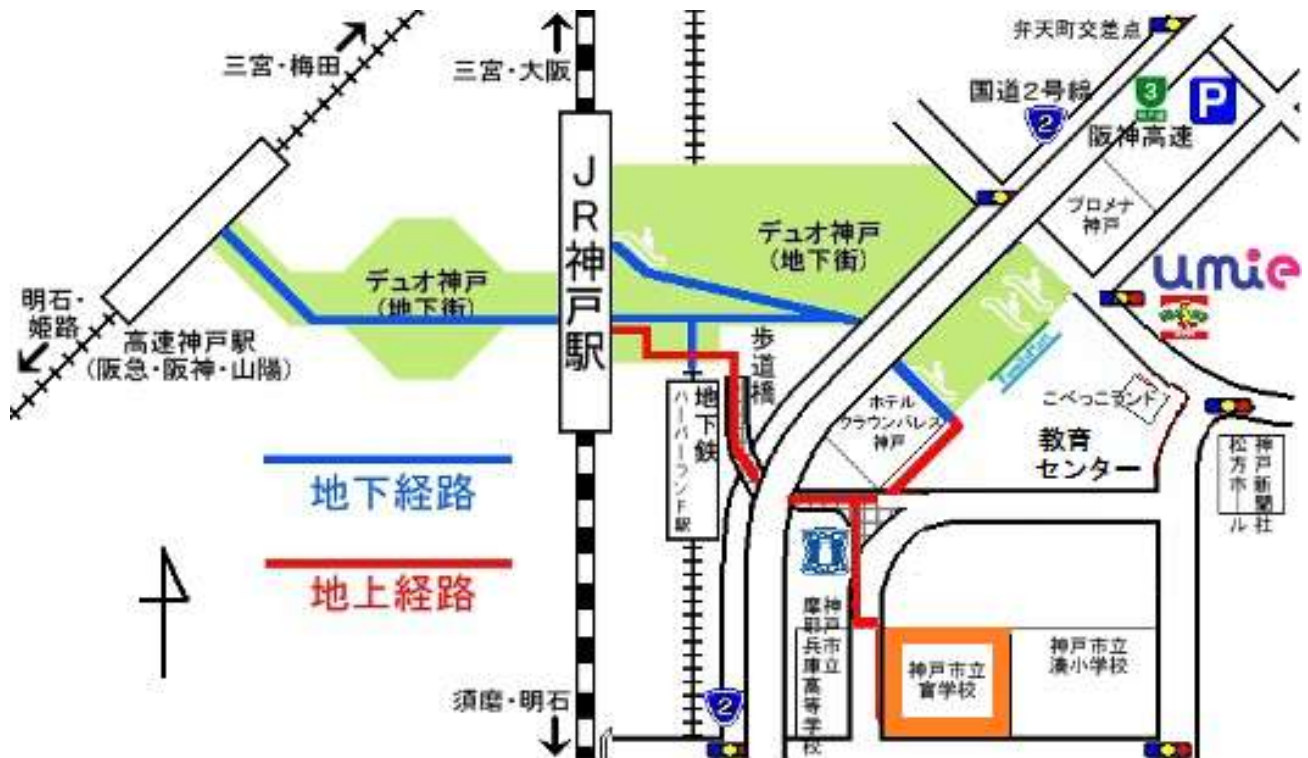 三宮・梅田
三宮・大阪
弁天町交差点
国道2号線
2
3
P
阪神高速
JR神戸駅
プロメナ
神戸
デュオ神戸
(地下街)
デュオ神戸
(地下街)
umie
明石・
姫路
高速神戸駅
(阪急・阪神・山陽)
歩道橋
地下鉄
ハーバーランド駅
ホテル
クラウンパレス
神戸
FamilyMart
こべっこランド
教育
センター
神戸新聞社
松方ホール
地下経路
地上経路
神戸市立
摩耶兵庫高等学校
神戸市立
盲学校
神戸市立
湊小学校
須磨・明石
2